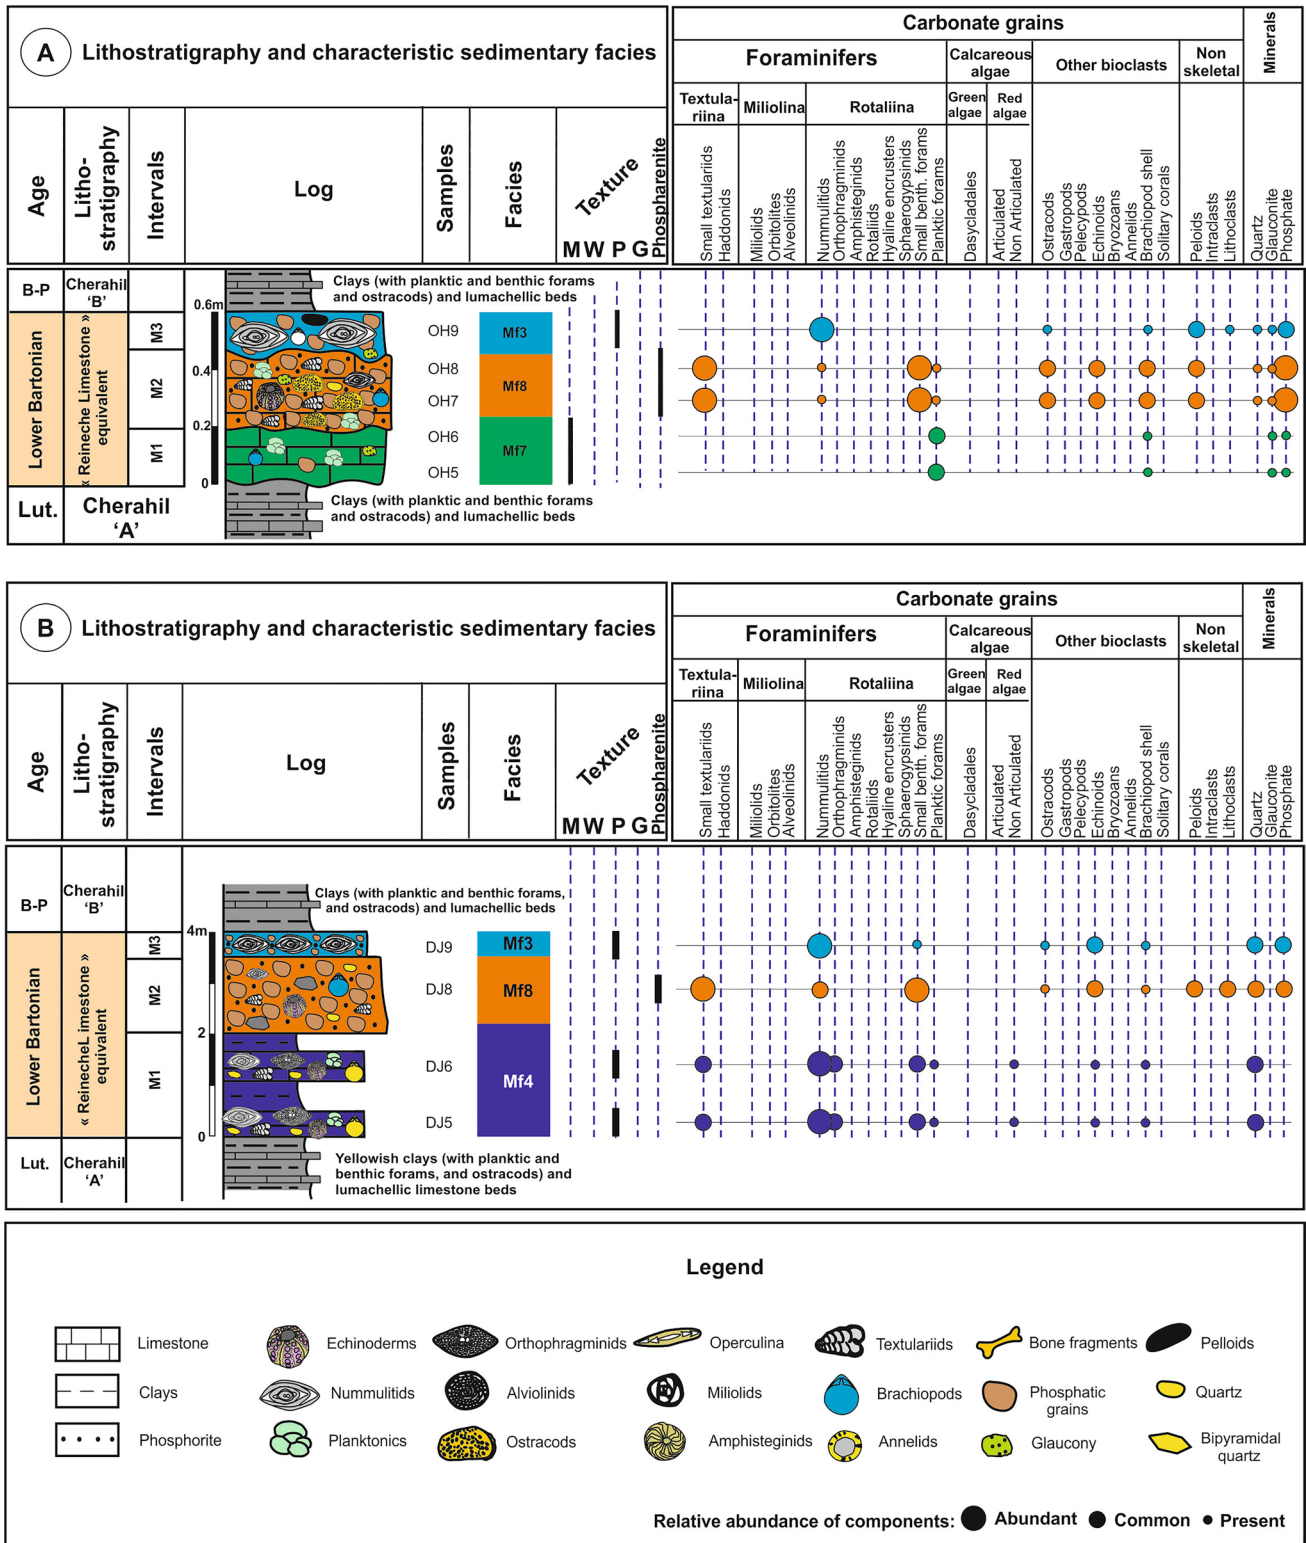 A
Lithostratigraphy and characteristic sedimentary facies
Carbonate grains
Minerals
Foraminifers
Calcareous
algae
Other bioclasts
Non
skeletal
Textula-
riina
Miliolina
Rotaliina
Green
algae
Red
algae
Age
Litho-
stratigraphy
Intervals
Log
Samples
Facies
Texture
M W P G
Phospharenite
Small textulariids
Haddonids
Miliolids
Orbitolites
Alveolinids
Nummulitids
Orthophragminids
Amphisteginids
Rotaliids
Hyaline encrusters
Sphaerogypsinids
Small benth. forams
Planktic forams
Dasycladales
Articulated
Non Articulated
Ostracods
Gastropods
Pelecypods
Echinoids
Bryozoans
Annelids
Brachiopod shell
Solitary corals
Peloids
Intraclasts
Lithoclasts
Quartz
Glauconite
Phosphate
B-P
Cherahil
‘B’
Clays (with planktic and benthic forams
and ostracods) and lumachellic beds
Lower Bartonian
« Reineche Limestone »
equivalent
M3
M2
M1
0.6m
0.4
0.2
0
OH9
OH8
OH7
OH6
OH5
Mf3
Mf8
Mf7
Lut.
Cherahil
‘A’
Clays (with planktic and benthic forams
and ostracods) and lumachellic beds
B
Lithostratigraphy and characteristic sedimentary facies
Carbonate grains
Minerals
Foraminifers
Calcareous
algae
Other bioclasts
Non
skeletal
Textula-
riina
Miliolina
Rotaliina
Green
algae
Red
algae
Age
Litho-
stratigraphy
Intervals
Log
Samples
Facies
Texture
M W P G
Phospharenite
Small textulariids
Haddonids
Miliolids
Orbitolites
Alveolinids
Nummulitids
Orthophragminids
Amphisteginids
Rotaliids
Hyaline encrusters
Sphaerogypsinids
Small benth. forams
Planktic forams
Dasycladales
Articulated
Non Articulated
Ostracods
Gastropods
Pelecypods
Echinoids
Bryozoans
Annelids
Brachiopod shell
Solitary corals
Peloids
Intraclasts
Lithoclasts
Quartz
Glauconite
Phosphate
B-P
Cherahil
‘B’
Clays (with planktic and benthic forams,
and ostracods) and lumachellic beds
Lower Bartonian
« ReinecheL imestone »
equivalent
M3
M2
M1
4m
2
0
DJ9
DJ8
DJ6
DJ5
Mf3
Mf8
Mf4
Lut.
Cherahil
‘A’
Yellowish clays (with planktic and
benthic forams, and ostracods) and
lumachellic limestone beds
Legend
Limestone
Echinoderms
Orthophragminids
Operculina
Textulariids
Bone fragments
Pelloids
Clays
Nummulitids
Alviolinids
Miliolids
Brachiopods
Phosphatic
grains
Quartz
Phosphorite
Planktonics
Ostracods
Amphisteginids
Annelids
Glaucony
Bipyramidal
quartz
Relative abundance of components: Abundant Common Present